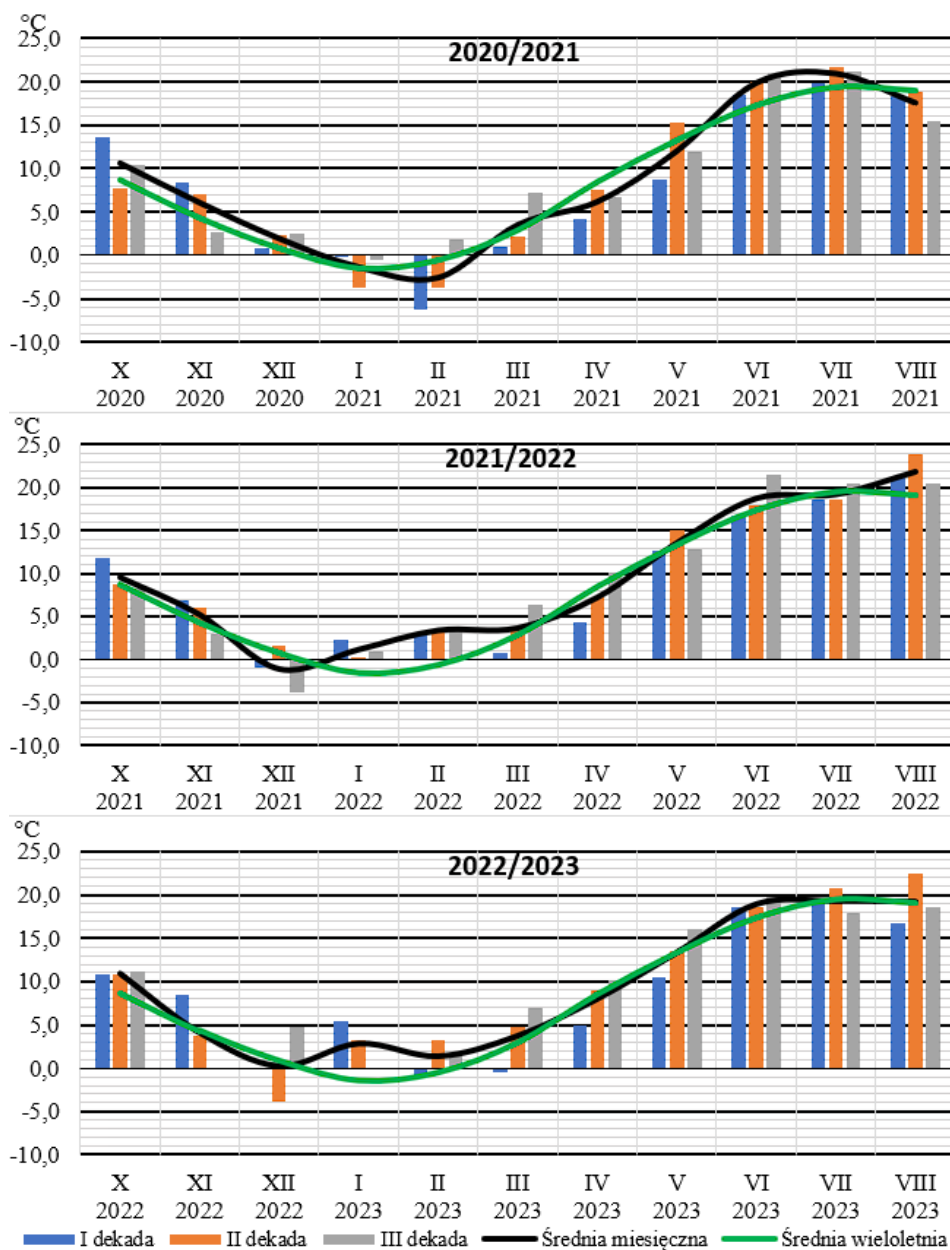 °C
2020/2021
25,0
20,0
15,0
10,0
5,0
0,0
-5,0
-10,0
X XI XII I II III IV V VI VII VIII
2020 2020 2020 2021 2021 2021 2021 2021 2021 2021 2021
°C
2021/2022
25,0
20,0
15,0
10,0
5,0
0,0
-5,0
-10,0
X XI XII I II III IV V VI VII VIII
2021 2021 2021 2022 2022 2022 2022 2022 2022 2022 2022
°C
2022/2023
25,0
20,0
15,0
10,0
5,0
0,0
-5,0
-10,0
X XI XII I II III IV V VI VII VIII
2022 2022 2022 2023 2023 2023 2023 2023 2023 2023 2023
I dekada II dekada III dekada Średnia miesięczna Średnia wieloletnia